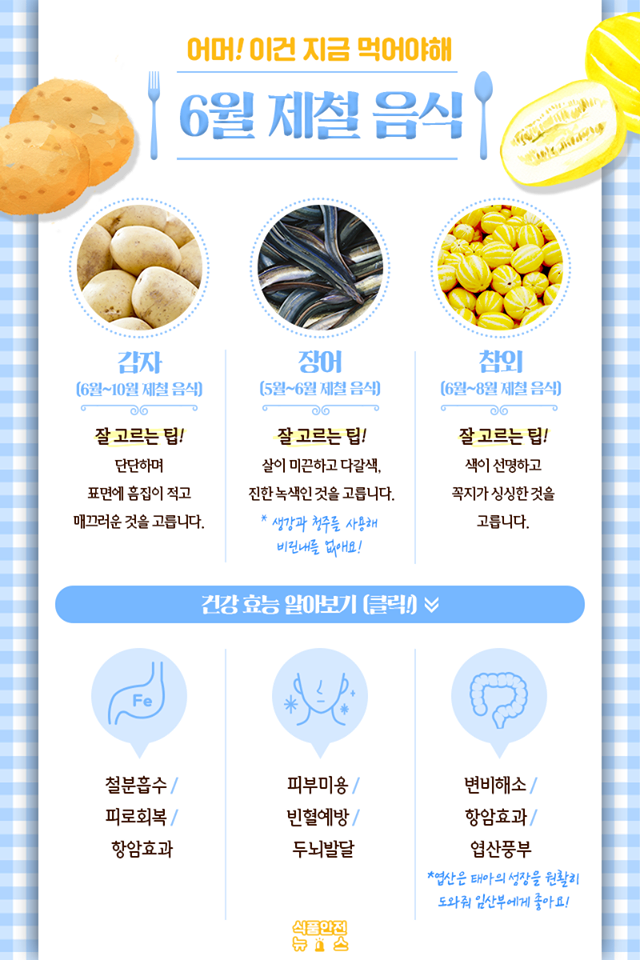 어머! 이건 지금 먹어야해
6월 제철 음식
감자
(6월~10월 제철 음식)
잘 고르는 팁!
단단하며
표면에 흠집이 적고
매끄러운 것을 고릅니다.
장어
(5월~6월 제철 음식)
잘 고르는 팁!
살이 미끈하고 다갈색,
진한 녹색인 것을 고릅니다.
* 생강과 청주를 사용해
비린내를 없애요!
참외
(6월~8월 제철 음식)
잘 고르는 팁!
색이 선명하고
꼭지가 싱싱한 것을
고릅니다.
건강 효능 알아보기 (클릭!)
Fe
철분흡수 /
피로회복 /
항암효과
피부미용 /
빈혈예방 /
두뇌발달
변비해소 /
항암효과 /
엽산풍부
*엽산은 태아의 성장을 원활히
도와줘 임산부에게 좋아요!
식품안전
뉴스